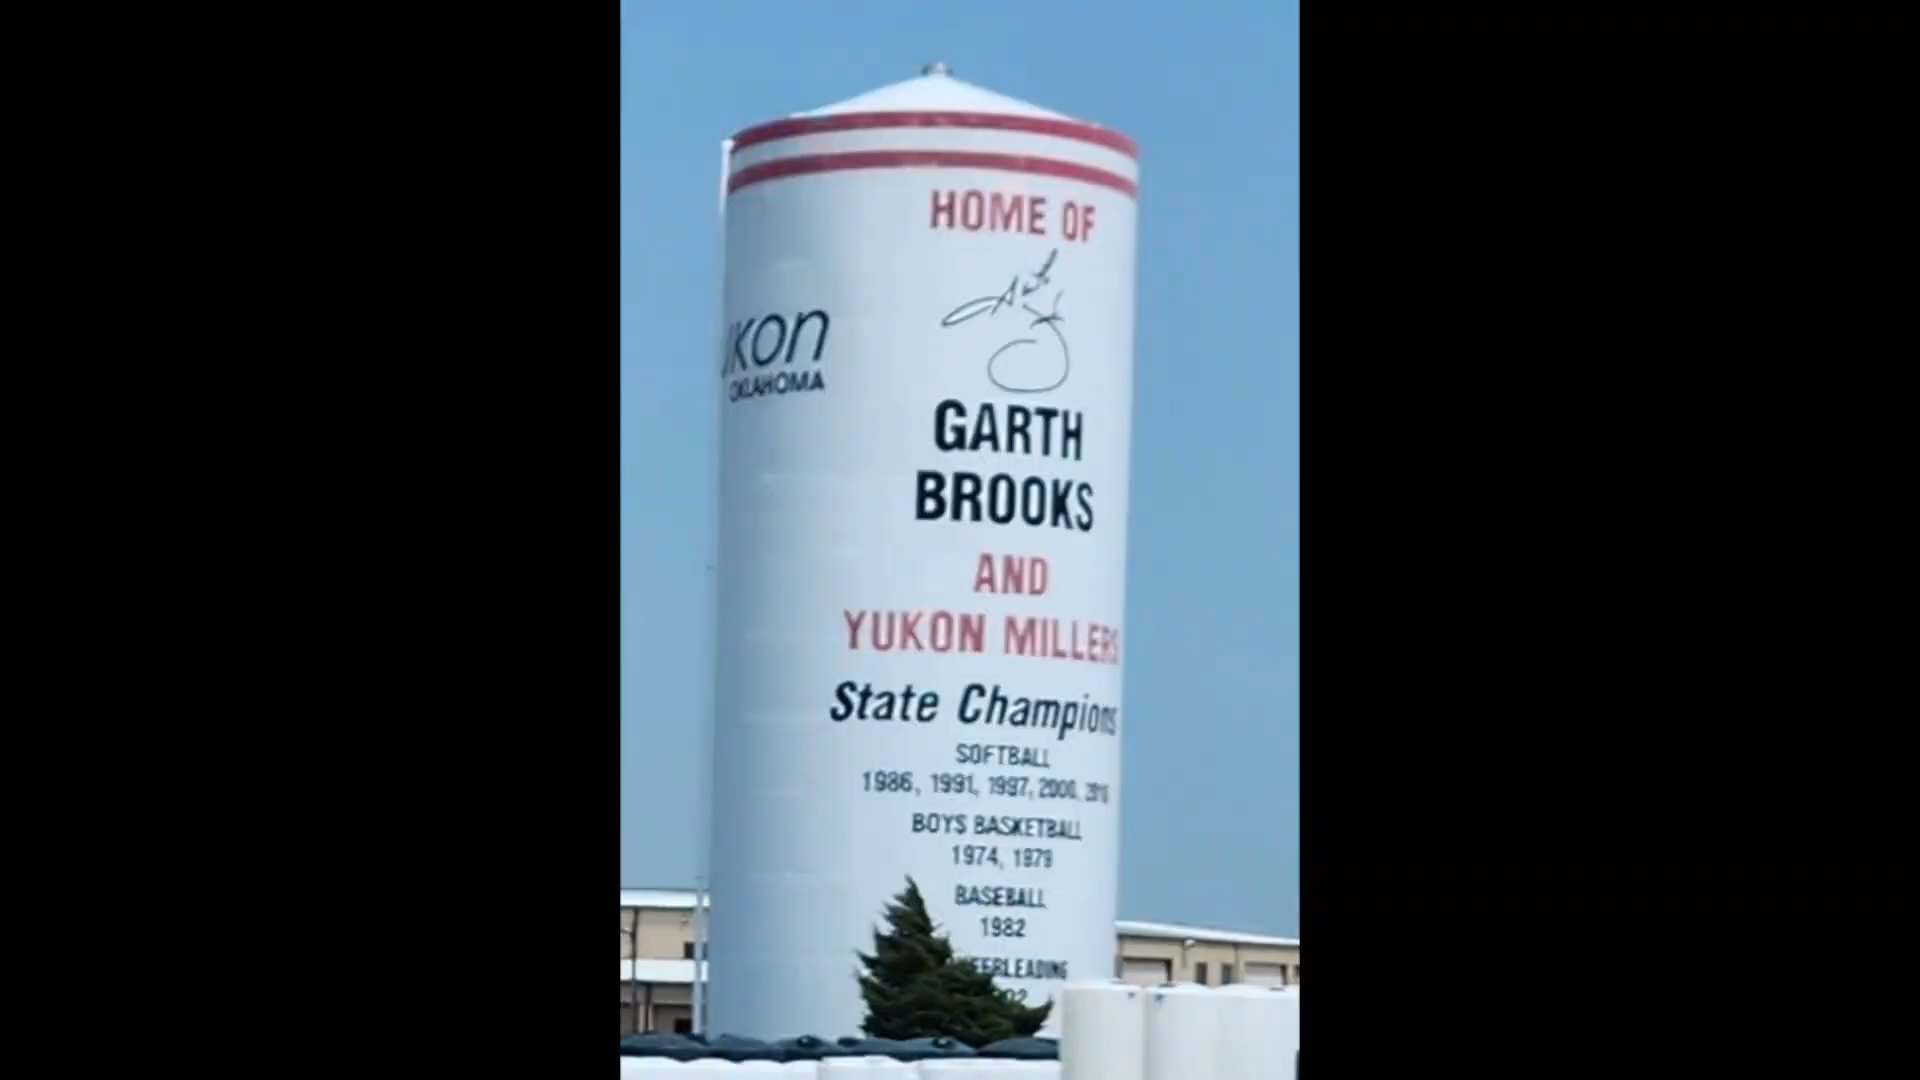 HOME OF
GARTH
BROOKS
AND
YUKON MILLERS
State Champions
SOFTBALL
1986, 1991, 1997, 2000,
BOYS BASKETBALL
1974, 1979
BASEBALL
1982
ukon
OKLAHOMA